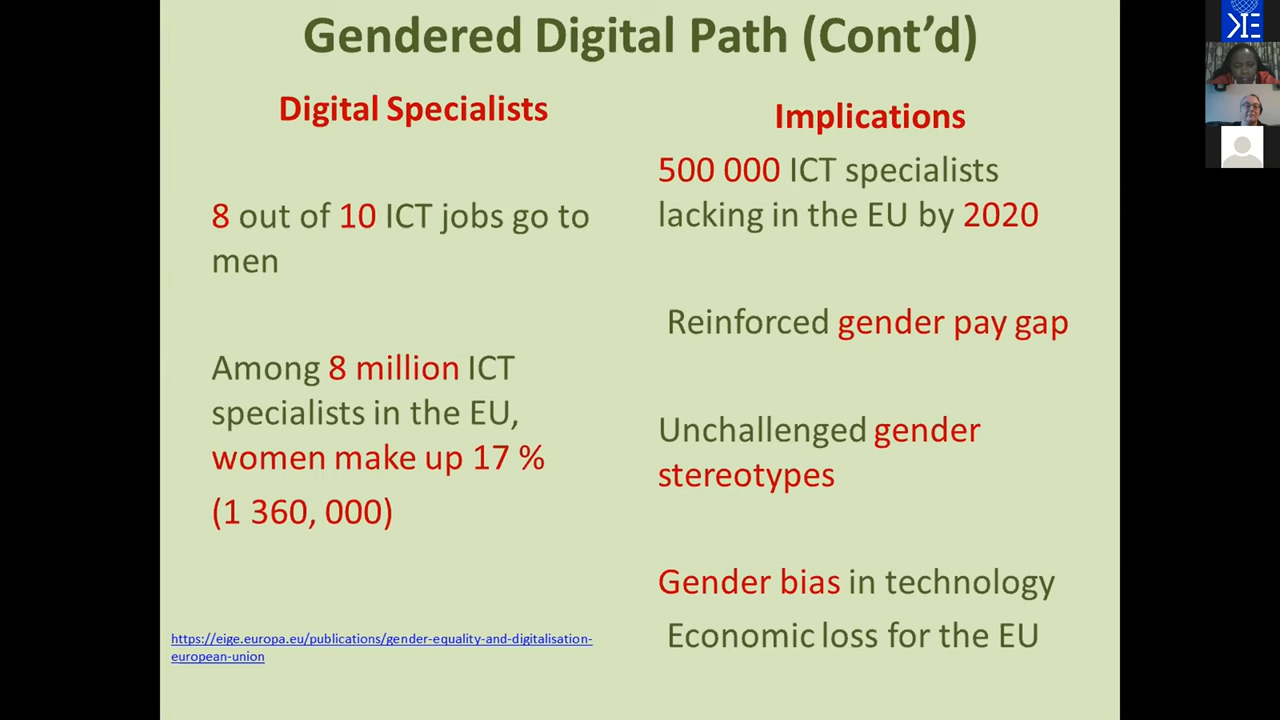 Gendered Digital Path (Cont’d)
Digital Specialists
8 out of 10 ICT jobs go to
men
Among 8 million ICT
specialists in the EU,
women make up 17 %
(1 360, 000)
https://eige.europa.eu/publications/gender-equality-and-digitalisation-
european-union
Implications
500 000 ICT specialists
lacking in the EU by 2020
Reinforced gender pay gap
Unchallenged gender
stereotypes
Gender bias in technology
Economic loss for the EU